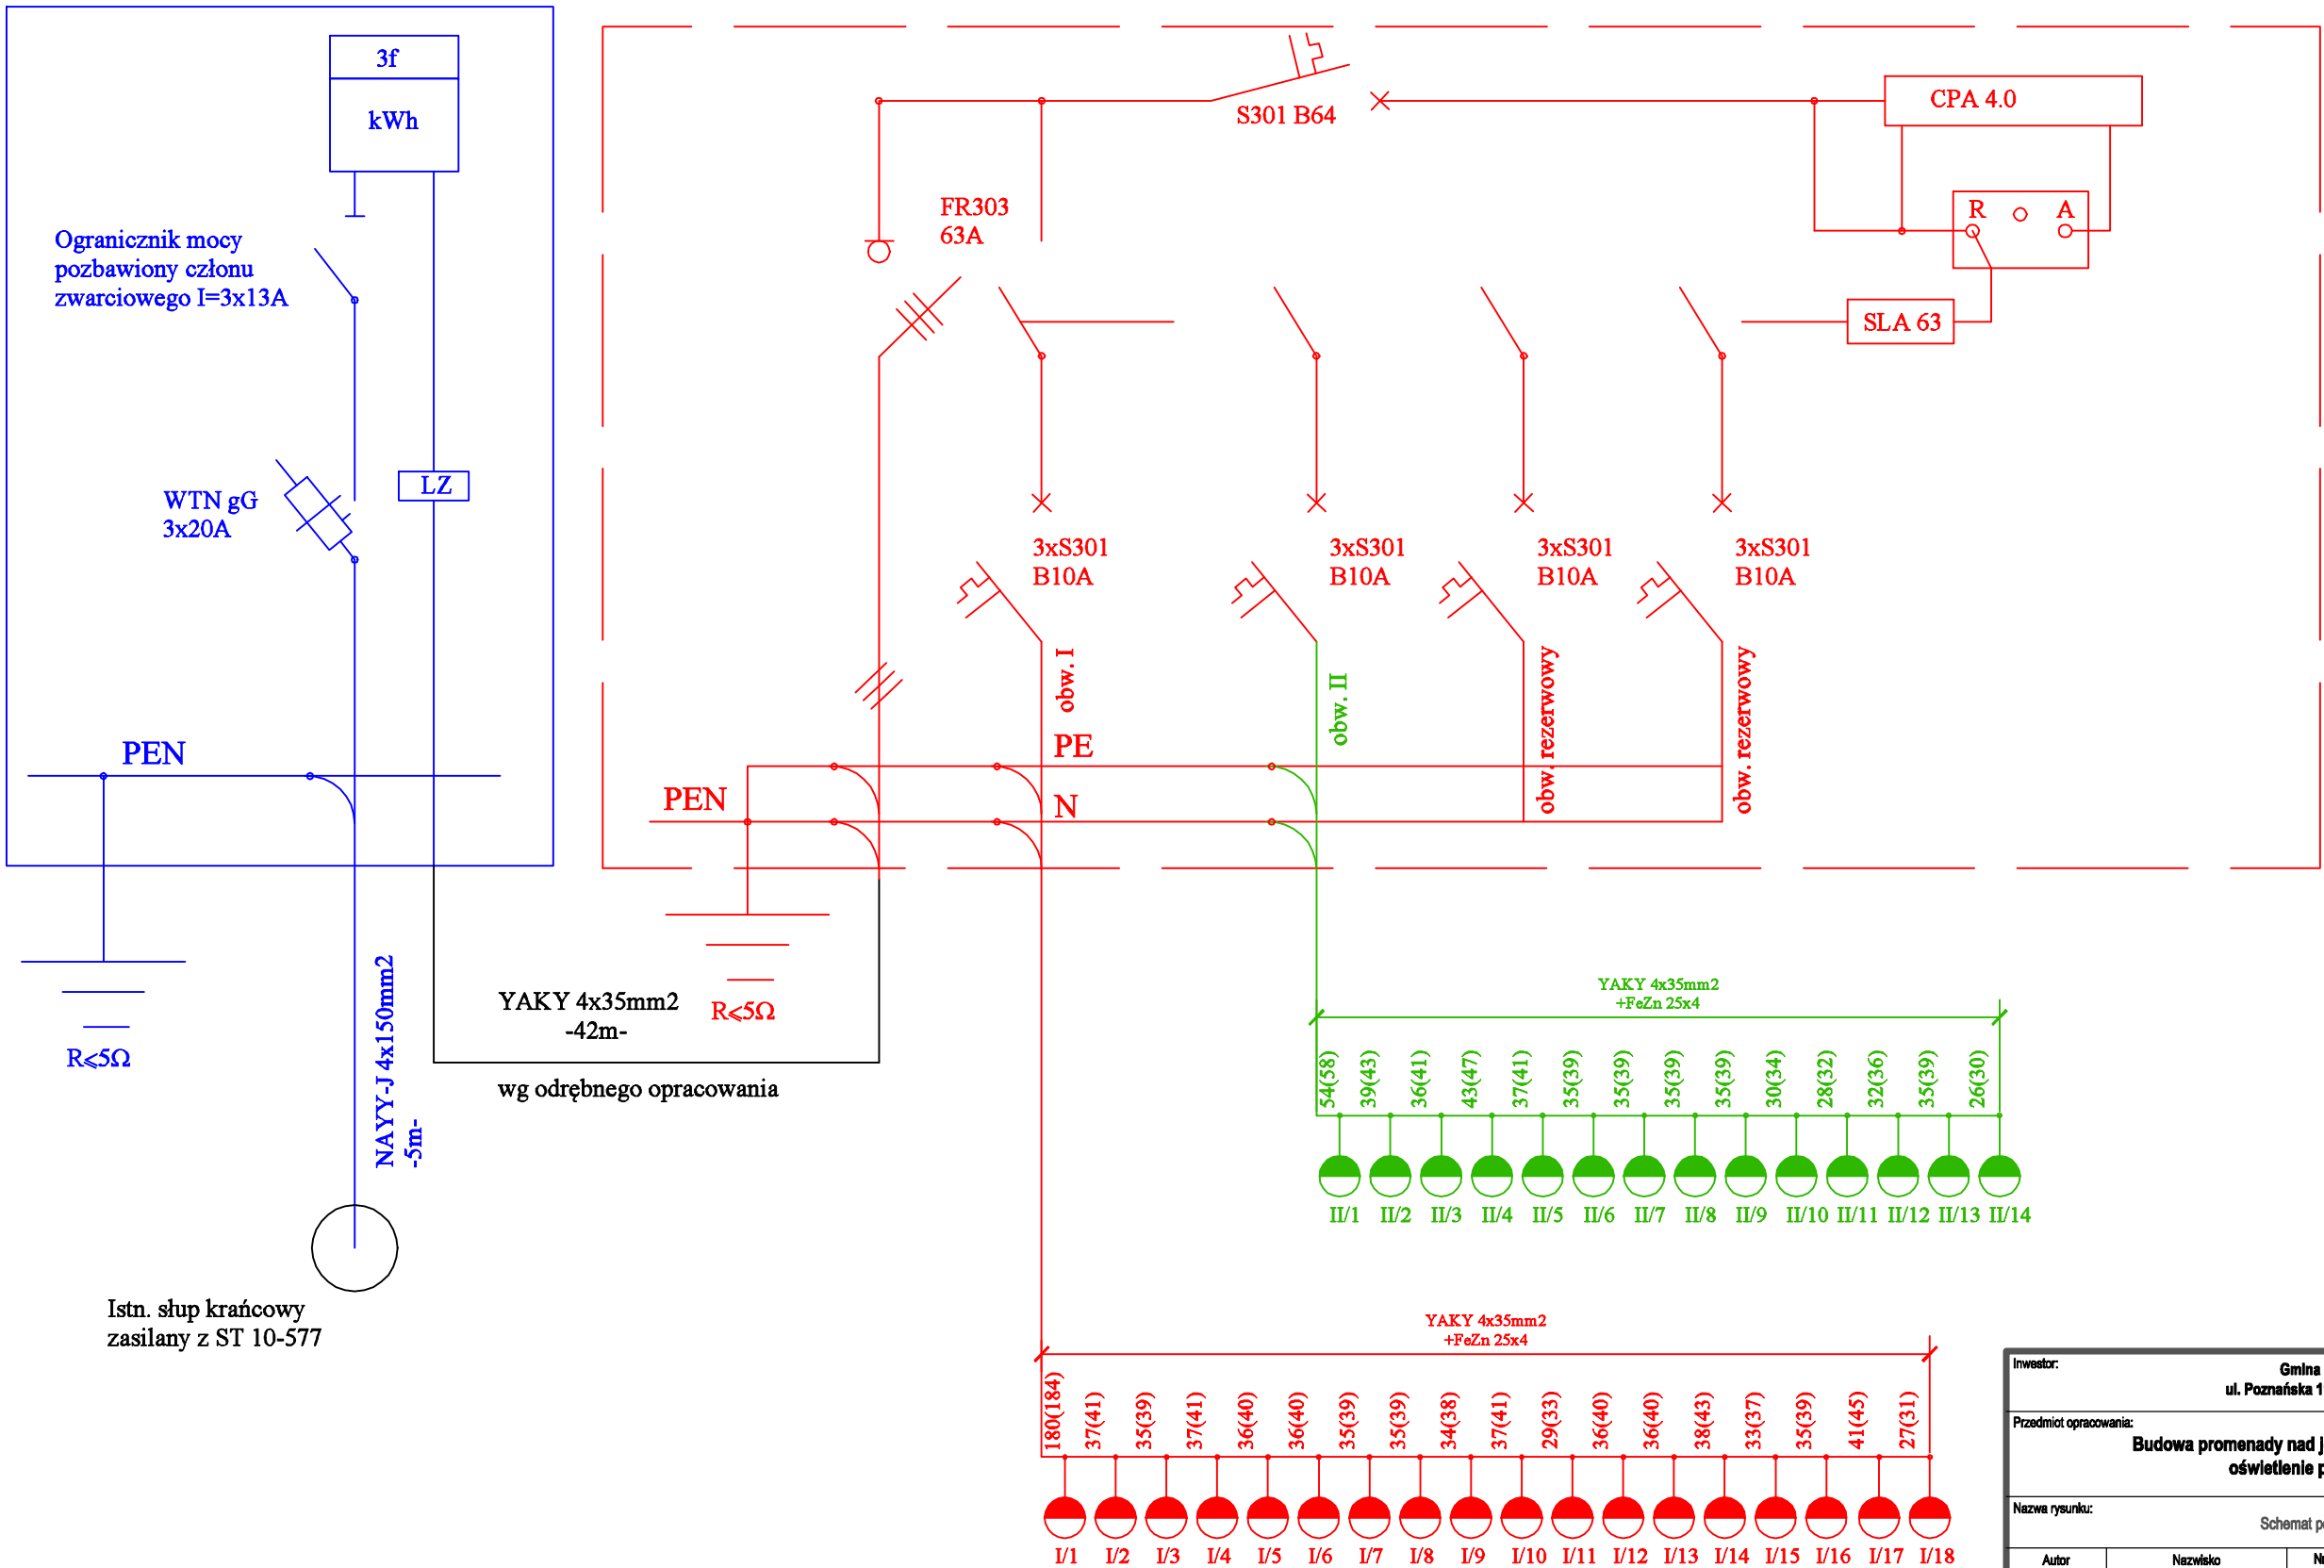 3f
kWh
Ogranicznik mocy
pozbawiony członu
zwarciowego I=3x13A
WTN gG
3x20A
LZ
PEN
R⩽5Ω
NAYY-J 4x150mm2
-5m-
Istn. słup krańcowy
zasilany z ST 10-577
YAKY 4x35mm2
-42m-
wg odrębnego opracowania
S301 B64
CPA 4.0
FR303
63A
R A
SLA 63
3xS301
B10A
3xS301
B10A
3xS301
B10A
3xS301
B10A
obw. I
obw. II
obw. rezerwowy
obw. rezerwowy
PE
PEN
N
R⩽5Ω
YAKY 4x35mm2
+FeZn 25x4
54(58) 39(43) 36(41) 43(47) 37(41) 35(39) 35(39) 35(39) 35(39) 30(34) 28(32) 32(36) 35(39) 26(30)
II/1 II/2 II/3 II/4 II/5 II/6 II/7 II/8 II/9 II/10 II/11 II/12 II/13 II/14
YAKY 4x35mm2
+FeZn 25x4
180(184) 37(41) 35(39) 37(41) 36(40) 36(40) 35(39) 35(39) 34(38) 37(41) 29(33) 36(40) 36(40) 38(43) 33(37) 35(39) 41(45) 27(31)
I/1 I/2 I/3 I/4 I/5 I/6 I/7 I/8 I/9 I/10 I/11 I/12 I/13 I/14 I/15 I/16 I/17 I/18
Inwestor:
Gmina
ul. Poznańska 1
Przedmiot opracowania:
Budowa promenady nad j
oświetlenie p
Nazwa rysunku:
Schemat
Autor Nazwisko